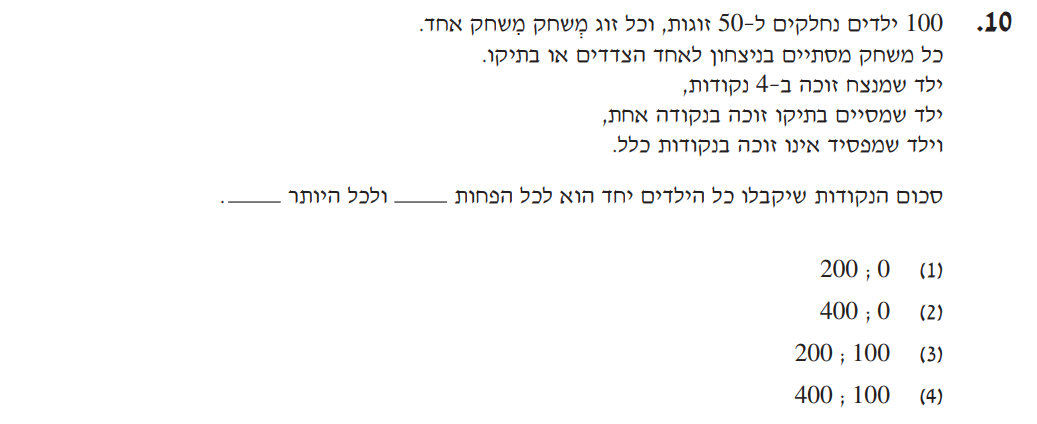 10. 100 ילדים נחלקים ל-50 זוגות, וכל זוג מְשחק מִשחק אחד.
כל משחק מסתיים בניצחון לאחד הצדדים או בתיקו.
ילד שמנצח זוכה ב-4 נקודות,
ילד שמסיים בתיקו זוכה בנקודה אחת,
וילד שמפסיד אינו זוכה בנקודות כלל.
סכום הנקודות שיקבלו כל הילדים יחד הוא לכל הפחות _____ ולכל היותר _____.
(1) 0 ; 200
(2) 0 ; 400
(3) 100 ; 200
(4) 100 ; 400